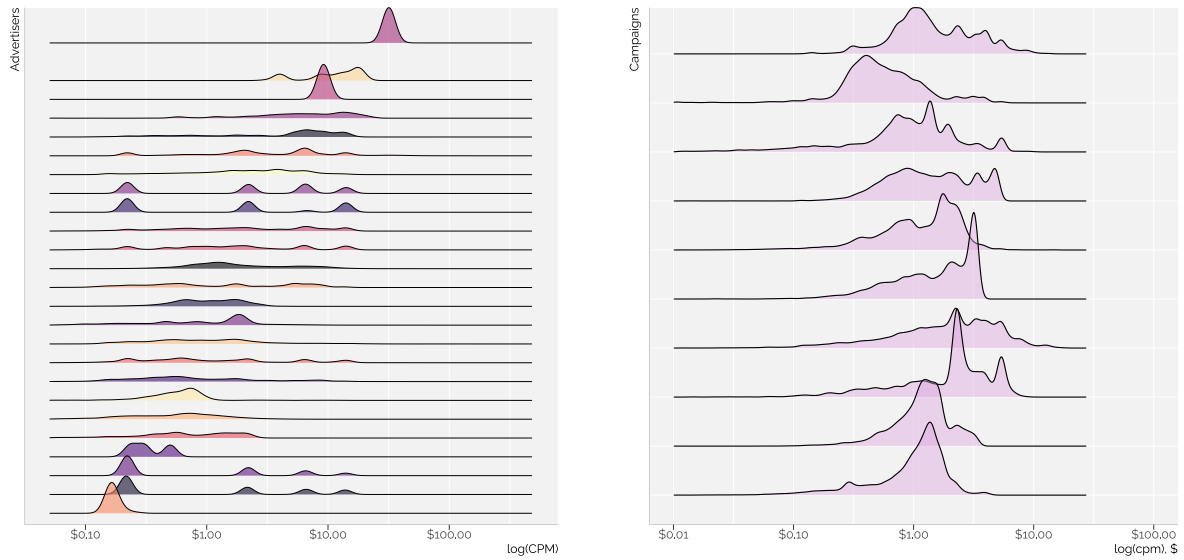 Advertisers
$0.10 $1.00 $10.00 $100.00
log(CPM)
Campaigns
$0.01 $0.10 $1.00 $10.00 $100.00
log(cpm), $